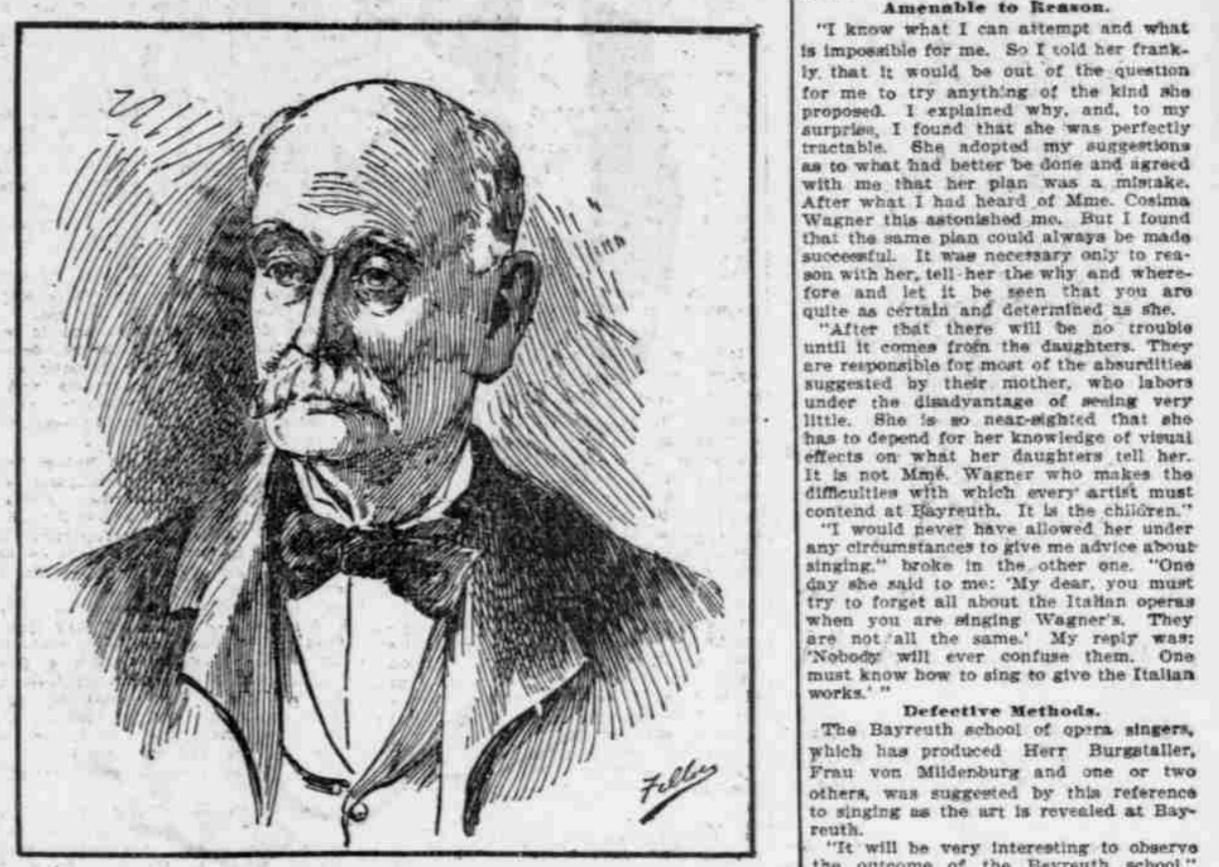 Amenable to Reason.
"I know what I can attempt and what
is impossible for me. So I told her frank-
ly, that it would be out of the question
for me to try anything of the kind she
proposed. I explained why, and, to my
surprise, I found that she was perfectly
tractable. She adopted my suggestions
as to what had better be done and agreed
with me that her plan was a mistake.
After what I had heard of Mme. Cosima
Wagner this astonished me. But I found
that the same plan could always be made
successful. It was necessary only to rea-
son with her, tell her the why and where-
fore and let it be seen that you are
quite as certain and determined as she.
"After that there will be no trouble
until it comes from the daughters. They
are responsible for most of the absurdities
suggested by their mother, who labors
under the disadvantage of seeing very
little. She is so near-sighted that she
has to depend for her knowledge of visual
effects on what her daughters tell her.
It is not Mme. Wagner who makes the
difficulties with which every artist must
contend at Bayreuth. It is the children."
"I would never have allowed her under
any circumstances to give me advice about
singing," broke in the other one. "One
day she said to me: 'My dear, you must
try to forget all about the Italian operas
when you are singing Wagner's. They
are not all the same.' My reply was:
'Nobody will ever confuse them. One
must know how to sing to give the Italian
works.' "
Defective Methods.
The Bayreuth school of opera singers,
which has produced Herr Burgstaller,
Frau von Mildenburg and one or two
others, was suggested by this reference
to singing as the art is revealed at Bay-
reuth.
"It will be very interesting to observe
the outcome of the Bayreuth school."